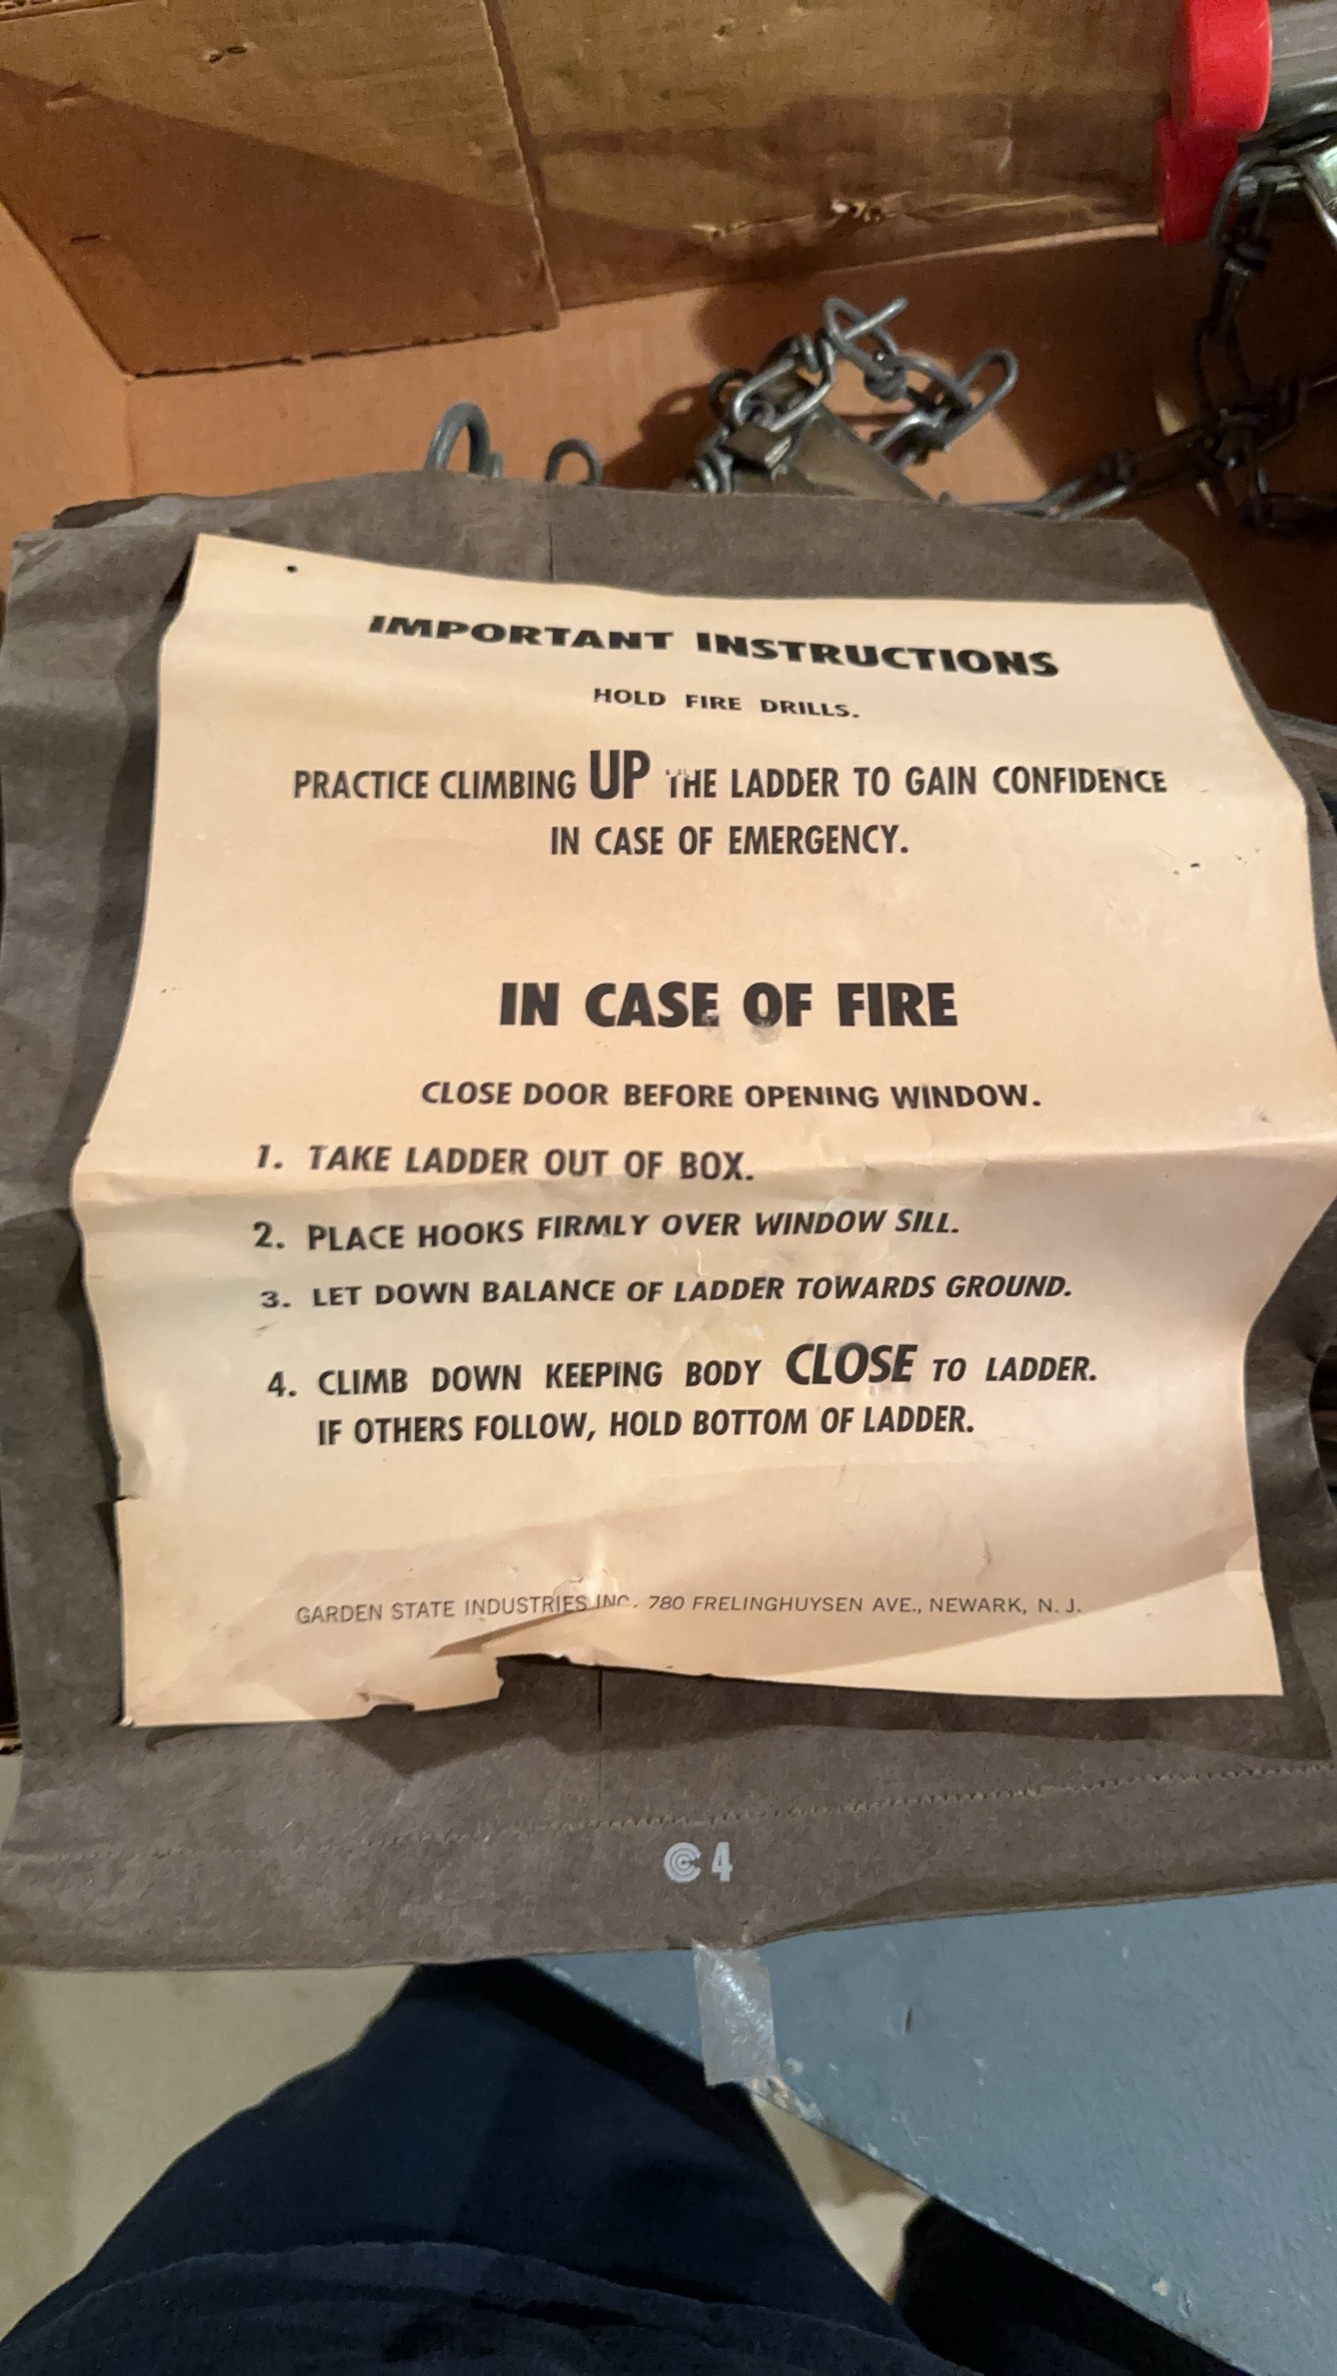 IMPORTANT INSTRUCTIONS
HOLD FIRE DRILLS.
PRACTICE CLIMBING UP THE LADDER TO GAIN CONFIDENCE
IN CASE OF EMERGENCY.
IN CASE OF FIRE
CLOSE DOOR BEFORE OPENING WINDOW.
1. TAKE LADDER OUT OF BOX.
2. PLACE HOOKS FIRMLY OVER WINDOW SILL.
3. LET DOWN BALANCE OF LADDER TOWARDS GROUND.
4. CLIMB DOWN KEEPING BODY CLOSE TO LADDER.
IF OTHERS FOLLOW, HOLD BOTTOM OF LADDER.
GARDEN STATE INDUSTRIES INC. 780 FRELINGHUYSEN AVE., NEWARK, N. J.
4